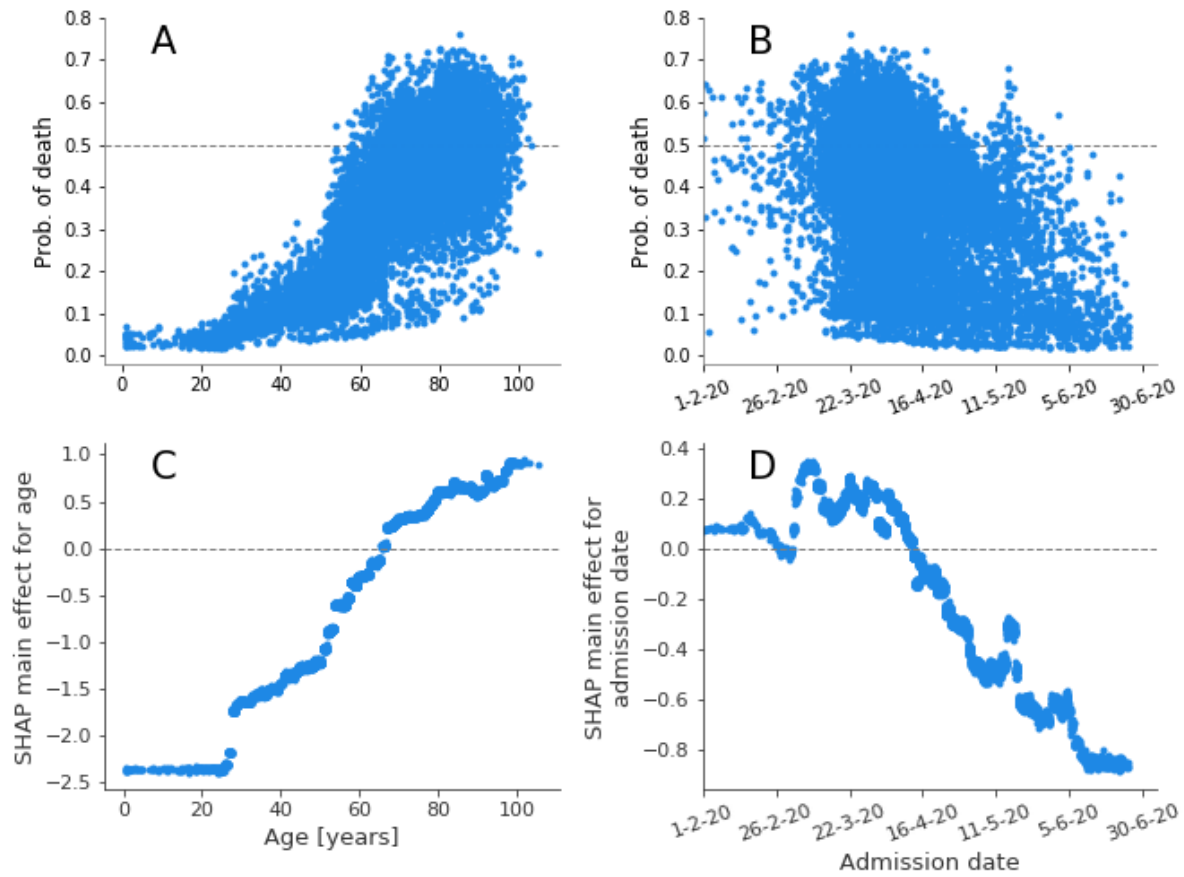 A
Prob. of death
0.8
0.7
0.6
0.5
0.4
0.3
0.2
0.1
0.0
0 20 40 60 80 100
B
Prob. of death
0.8
0.7
0.6
0.5
0.4
0.3
0.2
0.1
0.0
1-2-20 26-2-20 22-3-20 16-4-20 11-5-20 5-6-20 30-6-20
C
SHAP main effect for age
1.0
0.5
0.0
−0.5
−1.0
−1.5
−2.0
−2.5
0 20 40 60 80 100
Age [years]
D
SHAP main effect for
admission date
0.4
0.2
0.0
−0.2
−0.4
−0.6
−0.8
1-2-20 26-2-20 22-3-20 16-4-20 11-5-20 5-6-20 30-6-20
Admission date